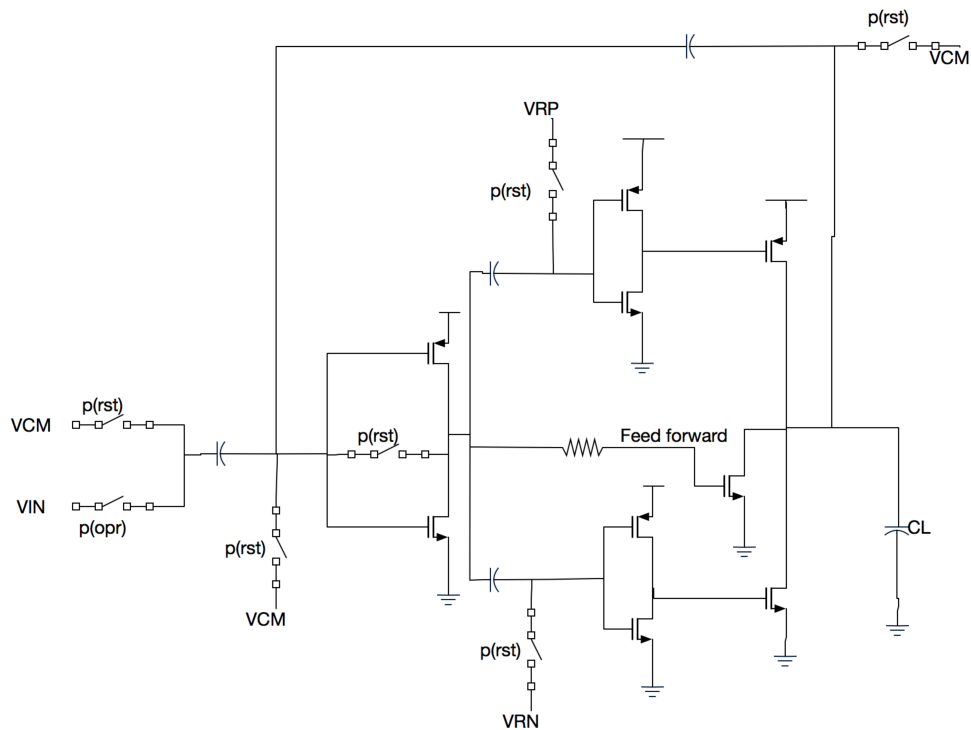 p(rst)
VCM
VRP
p(rst)
p(rst)
VCM
p(rst)
Feed forward
VIN
p(opr)
p(rst)
CL
VCM
p(rst)
VRN